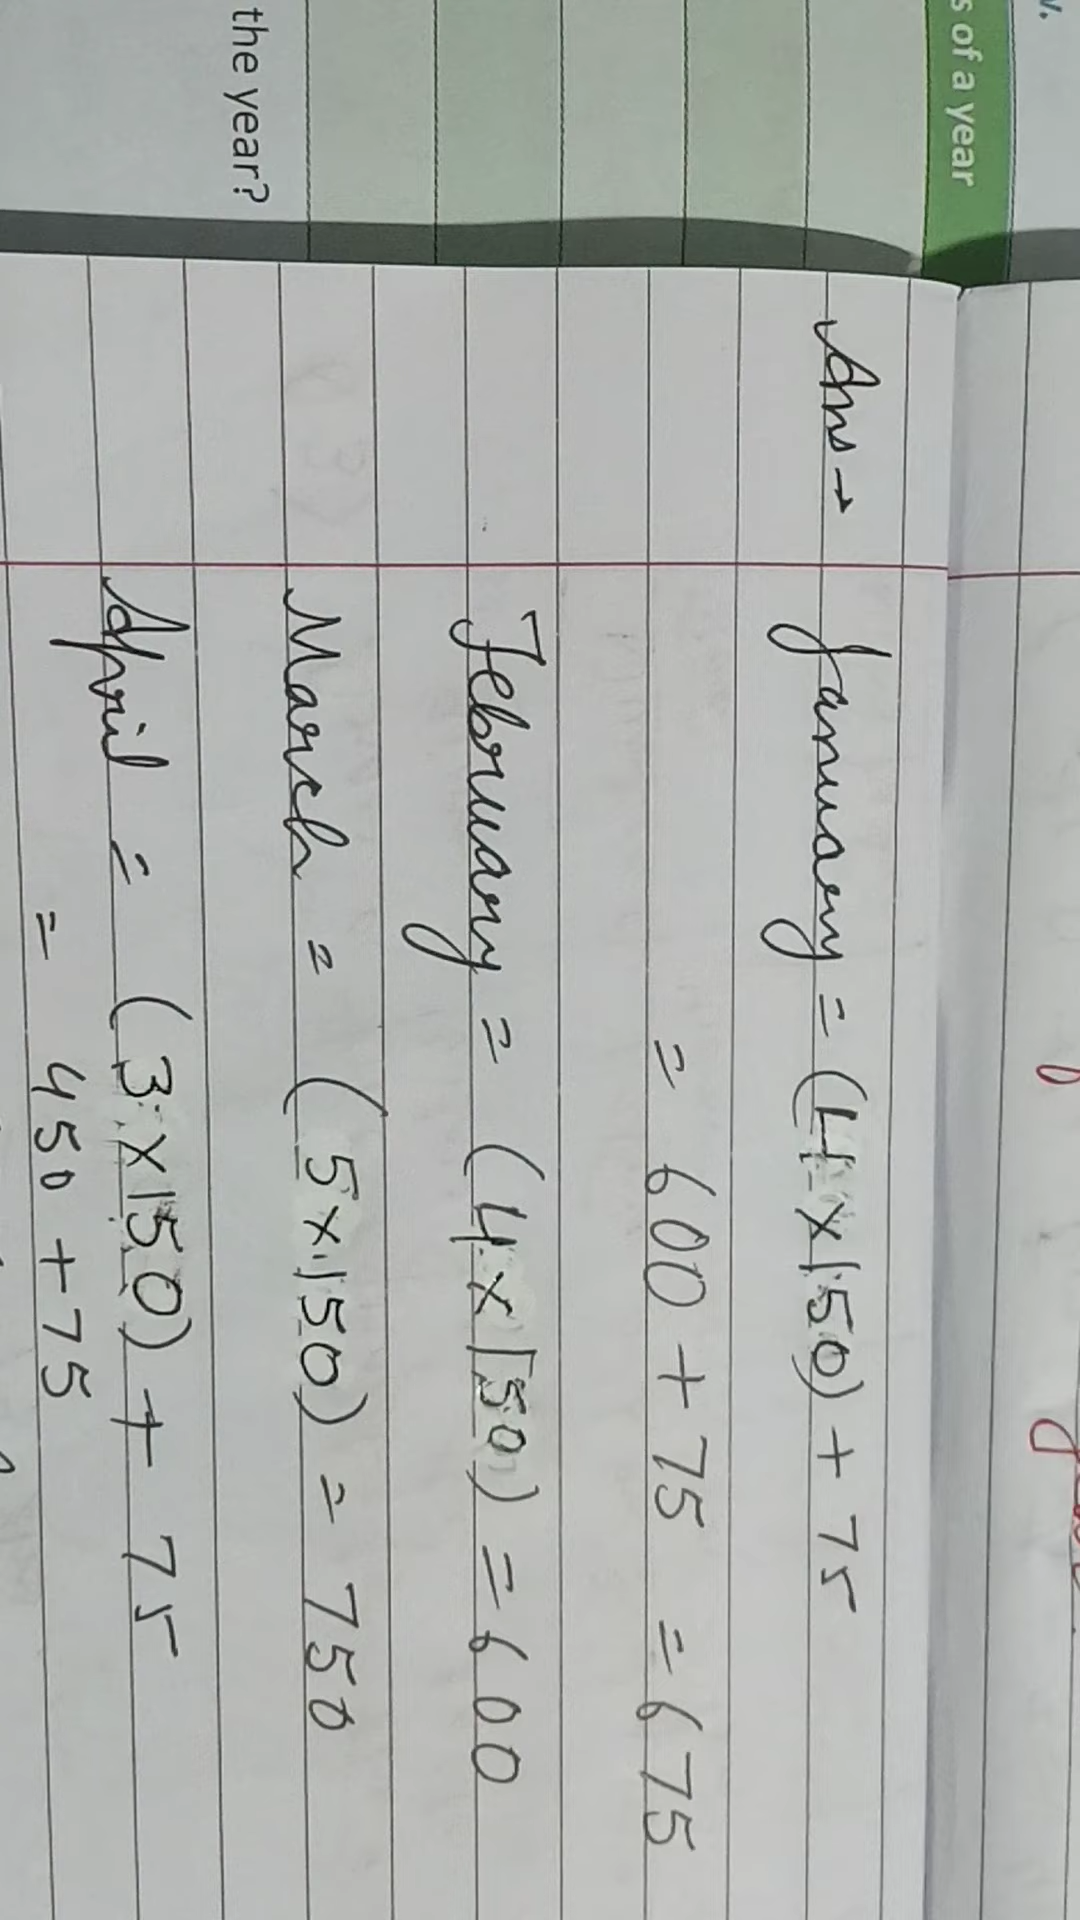 s of a year
the year?
Ans → January = (4 x 150) + 75
= 600 + 75 = 675
February = (4 x 150) = 600
March = (5 x 150) = 750
April = (3 x 150) + 75
= 450 + 75